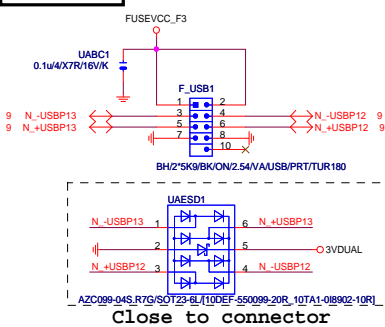 FUSEVCC_F3
UABC1
0.1u/4/X7R/16V/K
F_USB1
1 2
9 N_-USBP13 3 4 N_-USBP12 9
9 N_+USBP13 5 6 N_+USBP12 9
7 8
10
BH/2*5K9/BK/ON/2.54/VA/USB/PRT/TUR180
UAESD1
N_-USBP13 1 6 N_+USBP13
2 5 3VDUAL
N_+USBP12 3 4 N_-USBP12
AZC099-04S.R7G/SOT23-6L/[10DEF-550099-20R_10TA1-0I8902-10R]
Close to connector